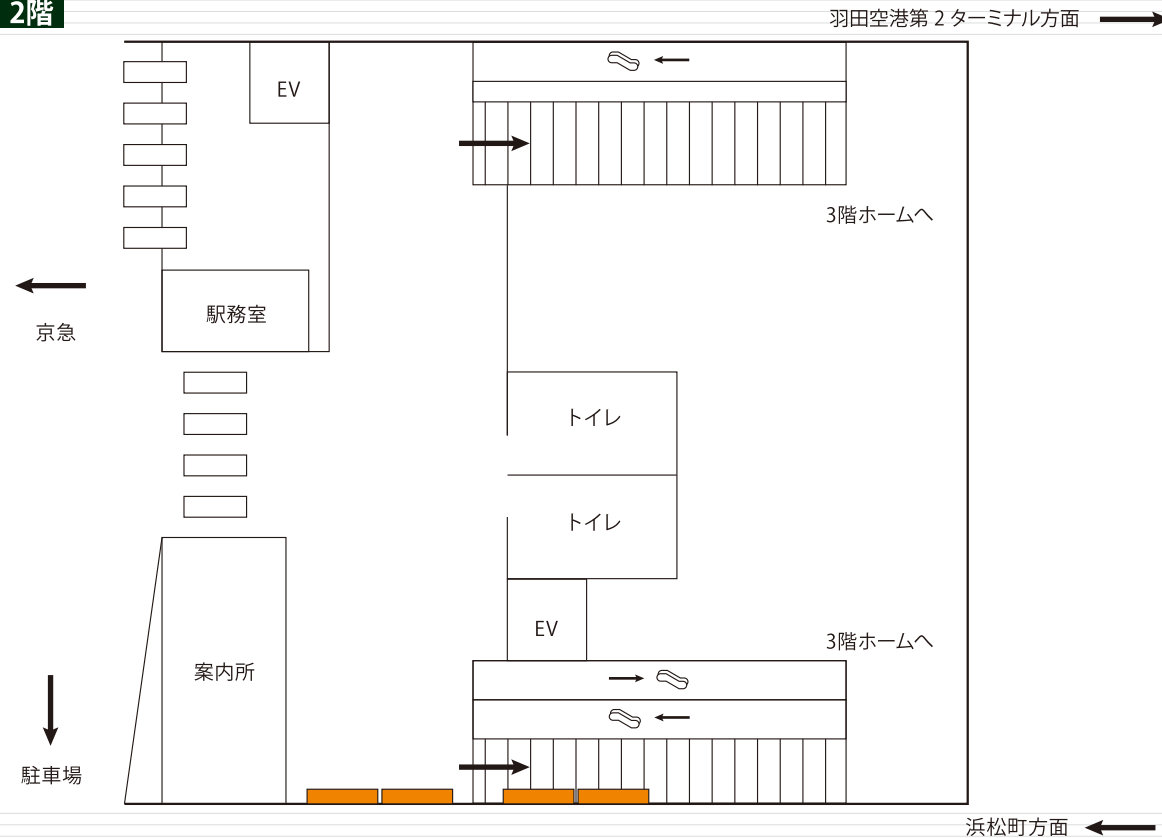 2階
羽田空港第2ターミナル方面
EV
3階ホームへ
駅務室
京急
トイレ
トイレ
EV
3階ホームへ
案内所
駐車場
浜松町方面